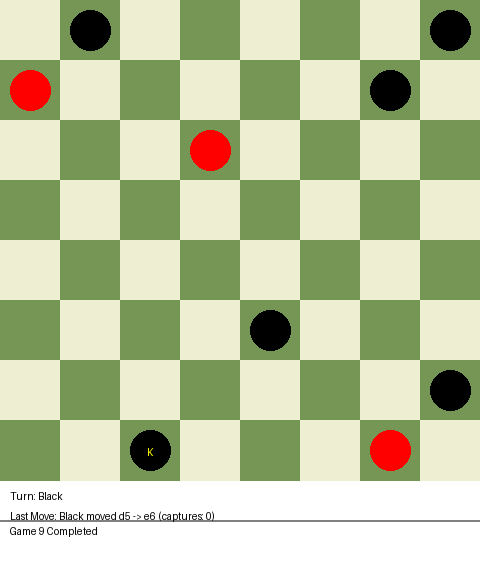 K
Turn: Black
Last Move: Black moved d5 -> e6 (captures: 0)
Game 9 Completed